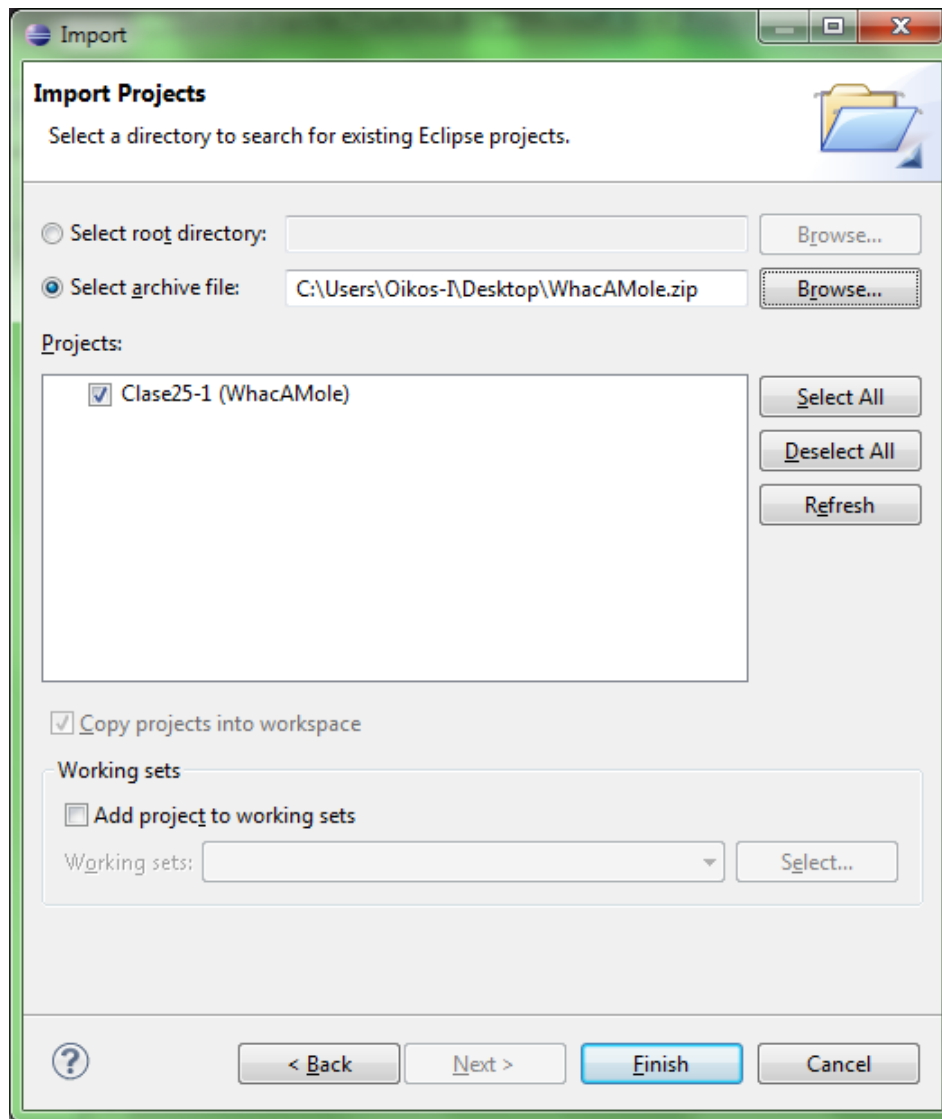 Import
Import Projects
Select a directory to search for existing Eclipse projects.
Select root directory: Browse...
Select archive file: C:\Users\Oikos-I\Desktop\WhacAMole.zip Browse...
Projects:
Clase25-1 (WhacAMole)
Select All
Deselect All
Refresh
Copy projects into workspace
Working sets
Add project to working sets
Working sets: Select...
? < Back Next > Finish Cancel